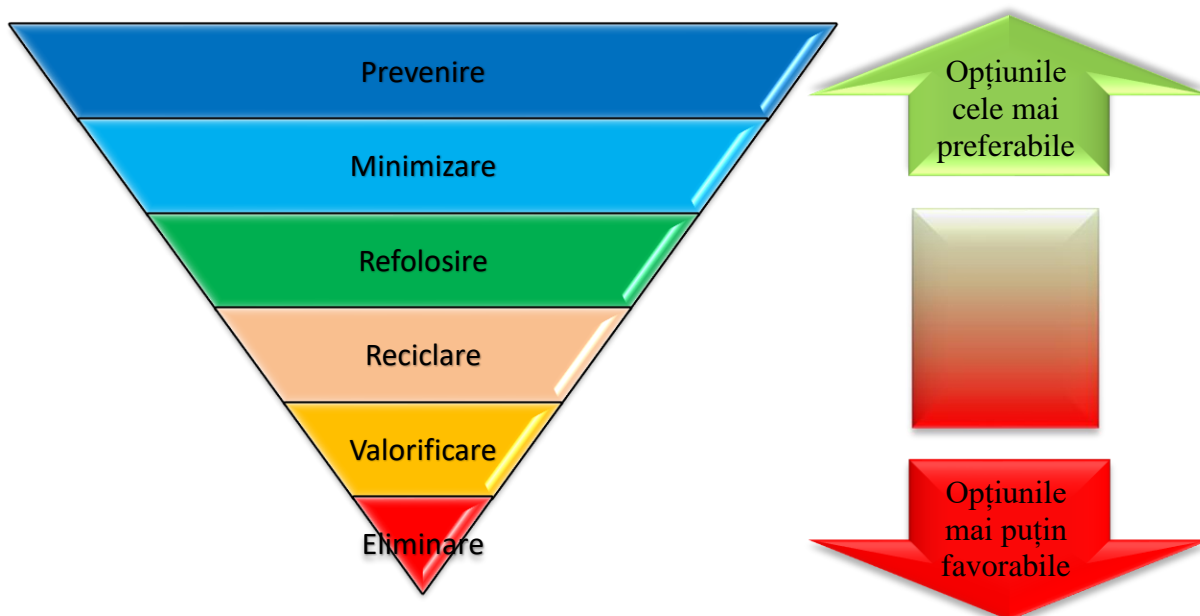 Prevenire
Minimizare
Refolosire
Reciclare
Valorificare
Eliminare
Opțiunile
cele mai
preferabile
Opțiunile
mai puțin
favorabile